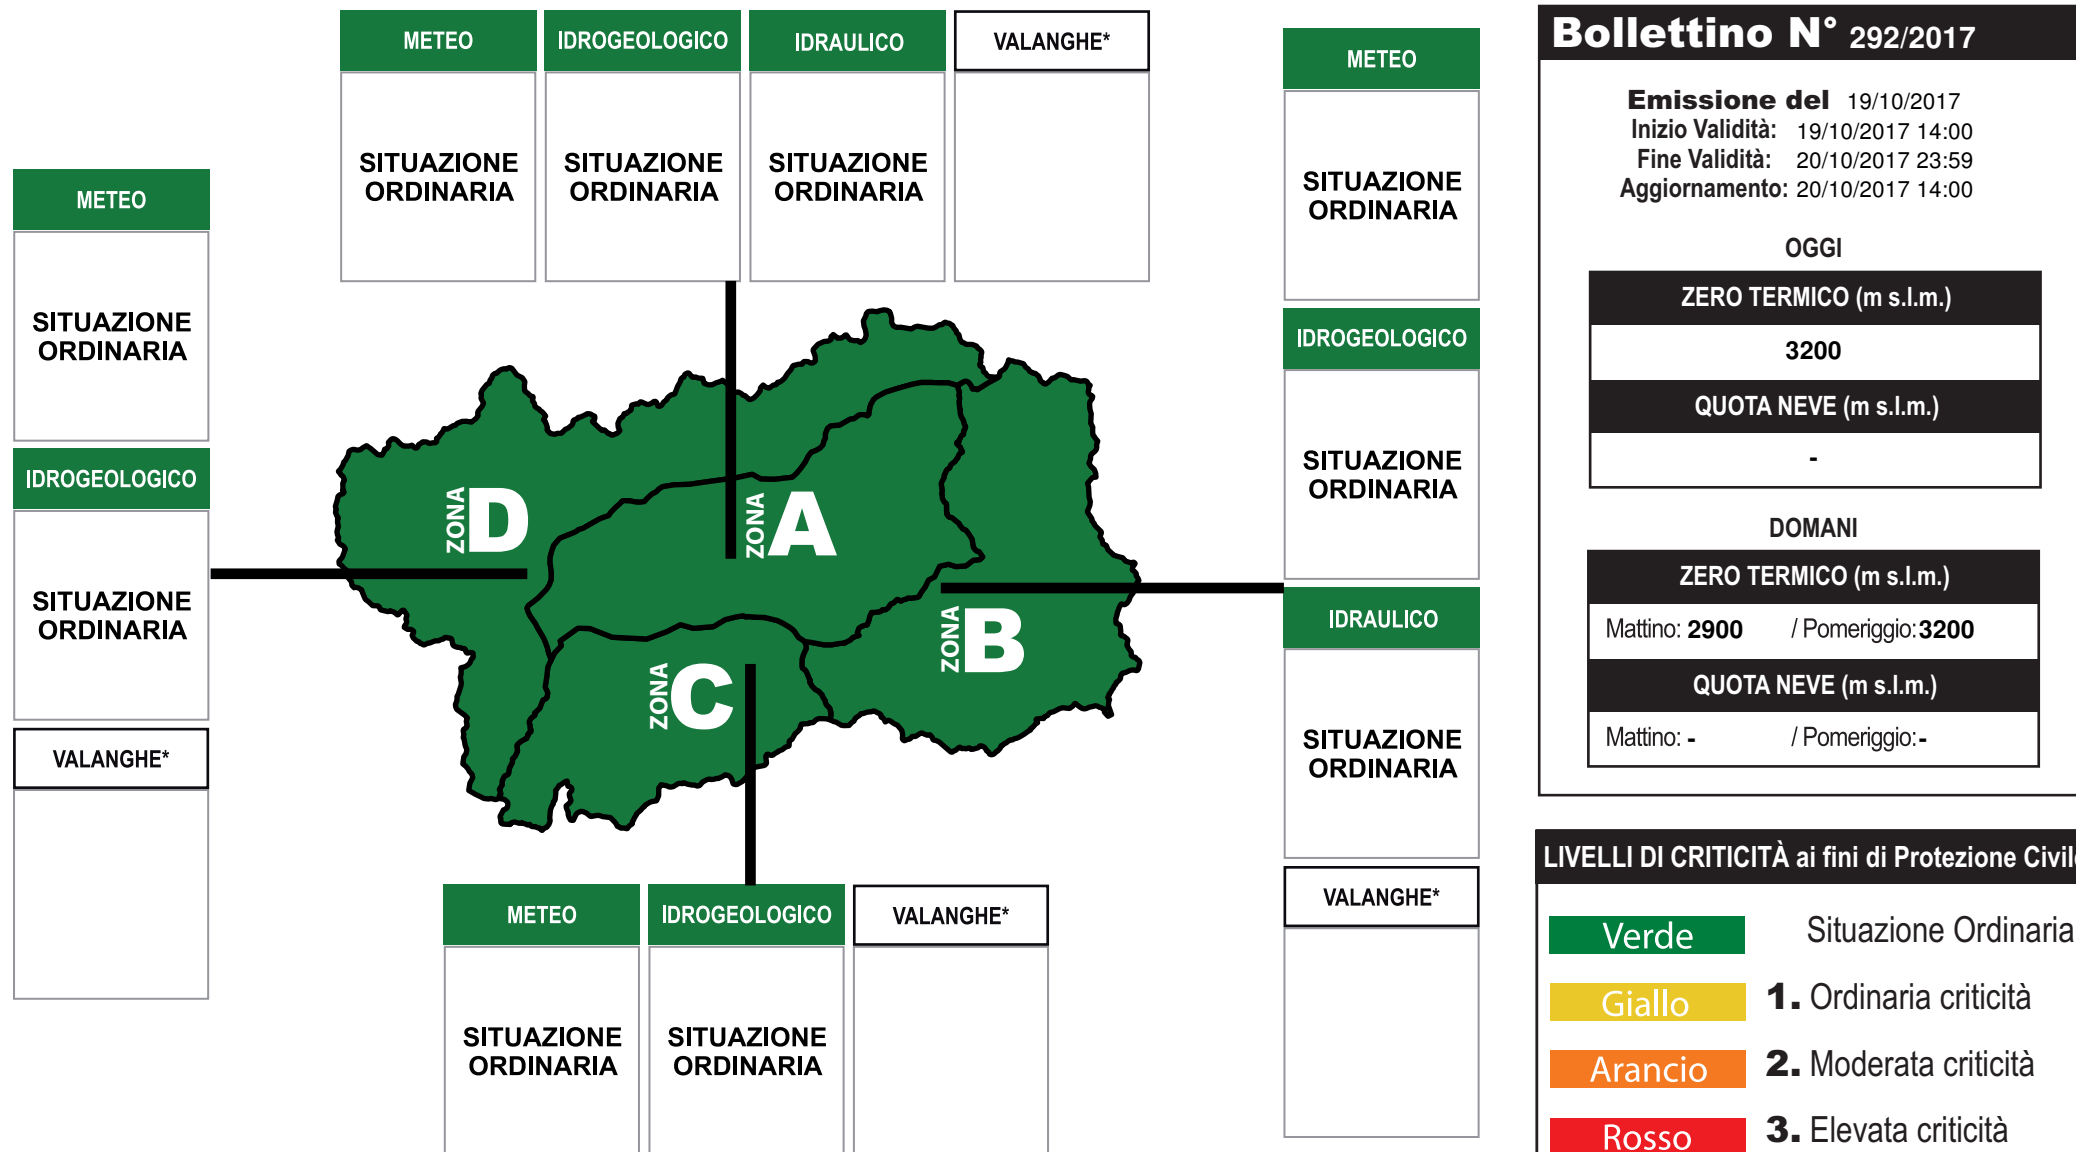 METEO
IDROGEOLOGICO
IDRAULICO
VALANGHE*
SITUAZIONE
ORDINARIA
SITUAZIONE
ORDINARIA
SITUAZIONE
ORDINARIA
METEO
SITUAZIONE
ORDINARIA
IDROGEOLOGICO
SITUAZIONE
ORDINARIA
VALANGHE*
ZONA D
ZONA A
ZONA B
ZONA C
METEO
SITUAZIONE
ORDINARIA
IDROGEOLOGICO
SITUAZIONE
ORDINARIA
IDRAULICO
SITUAZIONE
ORDINARIA
VALANGHE*
METEO
IDROGEOLOGICO
VALANGHE*
SITUAZIONE
ORDINARIA
SITUAZIONE
ORDINARIA
Bollettino N° 292/2017
Emissione del 19/10/2017
Inizio Validità: 19/10/2017 14:00
Fine Validità: 20/10/2017 23:59
Aggiornamento: 20/10/2017 14:00
OGGI
ZERO TERMICO (m s.l.m.)
3200
QUOTA NEVE (m s.l.m.)
-
DOMANI
ZERO TERMICO (m s.l.m.)
Mattino: 2900 / Pomeriggio: 3200
QUOTA NEVE (m s.l.m.)
Mattino: - / Pomeriggio: -
LIVELLI DI CRITICITÀ ai fini di Protezione Civil
Verde Situazione Ordinaria
Giallo 1. Ordinaria criticità
Arancio 2. Moderata criticità
Rosso 3. Elevata criticità